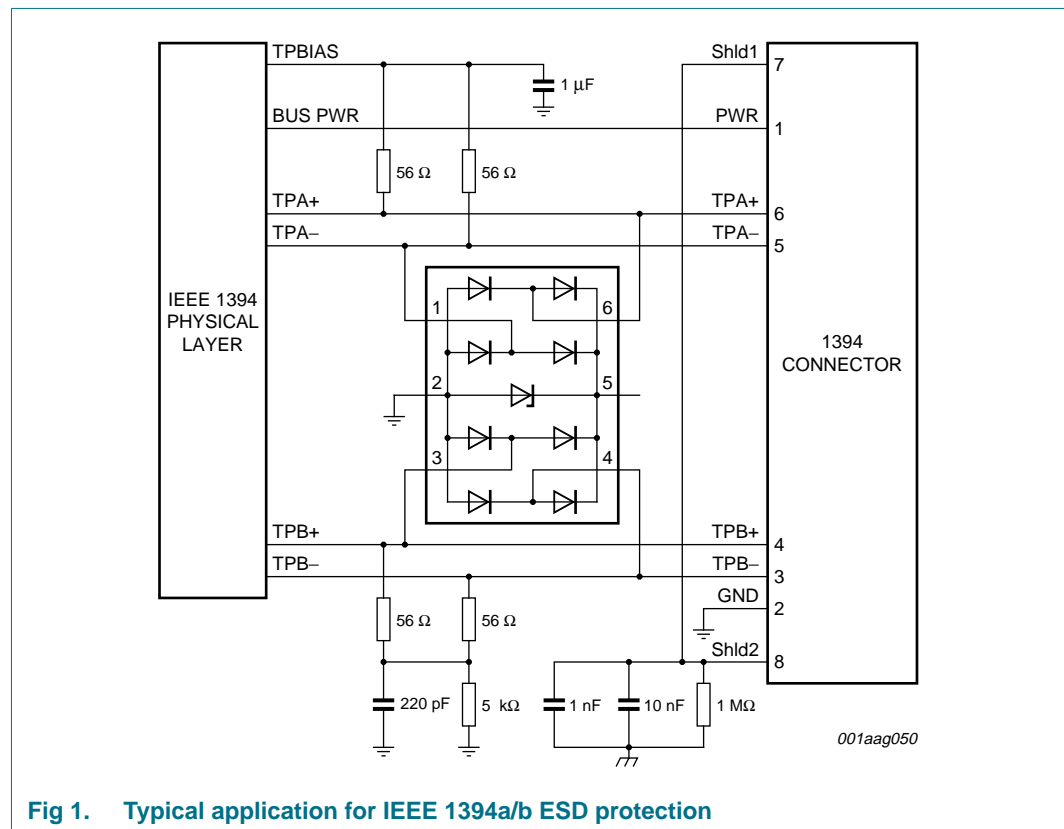 TPBIAS
Shld1
7
1 μF
BUS PWR
PWR
1
56 Ω
56 Ω
TPA+
TPA+
6
TPA−
TPA−
5
IEEE 1394
PHYSICAL
LAYER
1
6
1394
CONNECTOR
2
5
3
4
TPB+
TPB+
4
TPB−
TPB−
3
GND
2
56 Ω
56 Ω
Shld2
8
220 pF
5 kΩ
1 nF
10 nF
1 MΩ
001aag050
Fig 1. Typical application for IEEE 1394a/b ESD protection